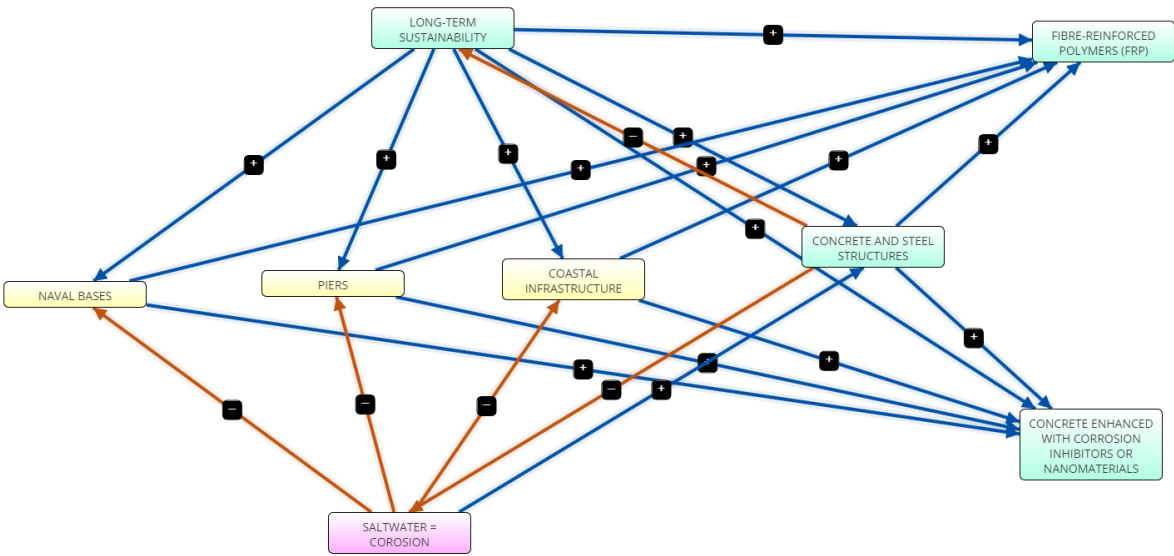 LONG-TERM
SUSTAINABILITY
FIBRE-REINFORCED
POLYMERS (FRP)
+
–
+
+
+
+
+
+
+
+
+
CONCRETE AND STEEL
STRUCTURES
NAVAL BASES
PIERS
COASTAL
INFRASTRUCTURE
+
+
+
+
–
–
–
–
+
CONCRETE ENHANCED
WITH CORROSION
INHIBITORS OR
NANOMATERIALS
SALTWATER =
COROSION